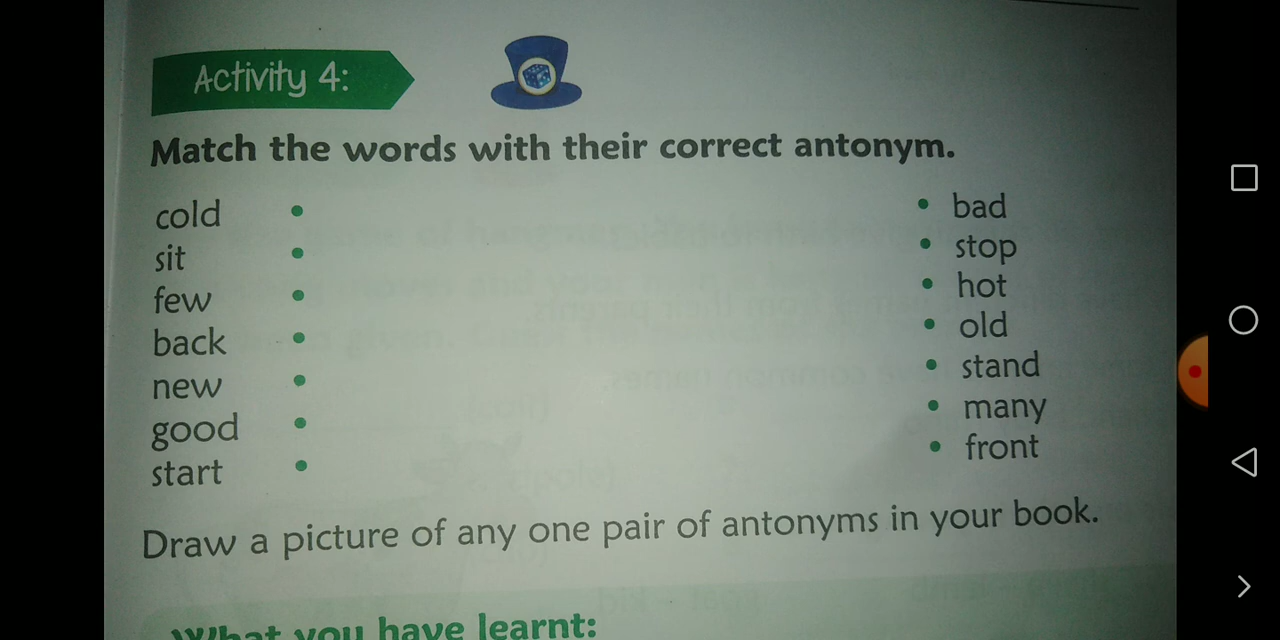 Activity 4:
Match the words with their correct antonym.
cold • • bad
sit • • stop
few • • hot
back • • old
new • • stand
good • • many
start • • front
Draw a picture of any one pair of antonyms in your book.
What you have learnt: